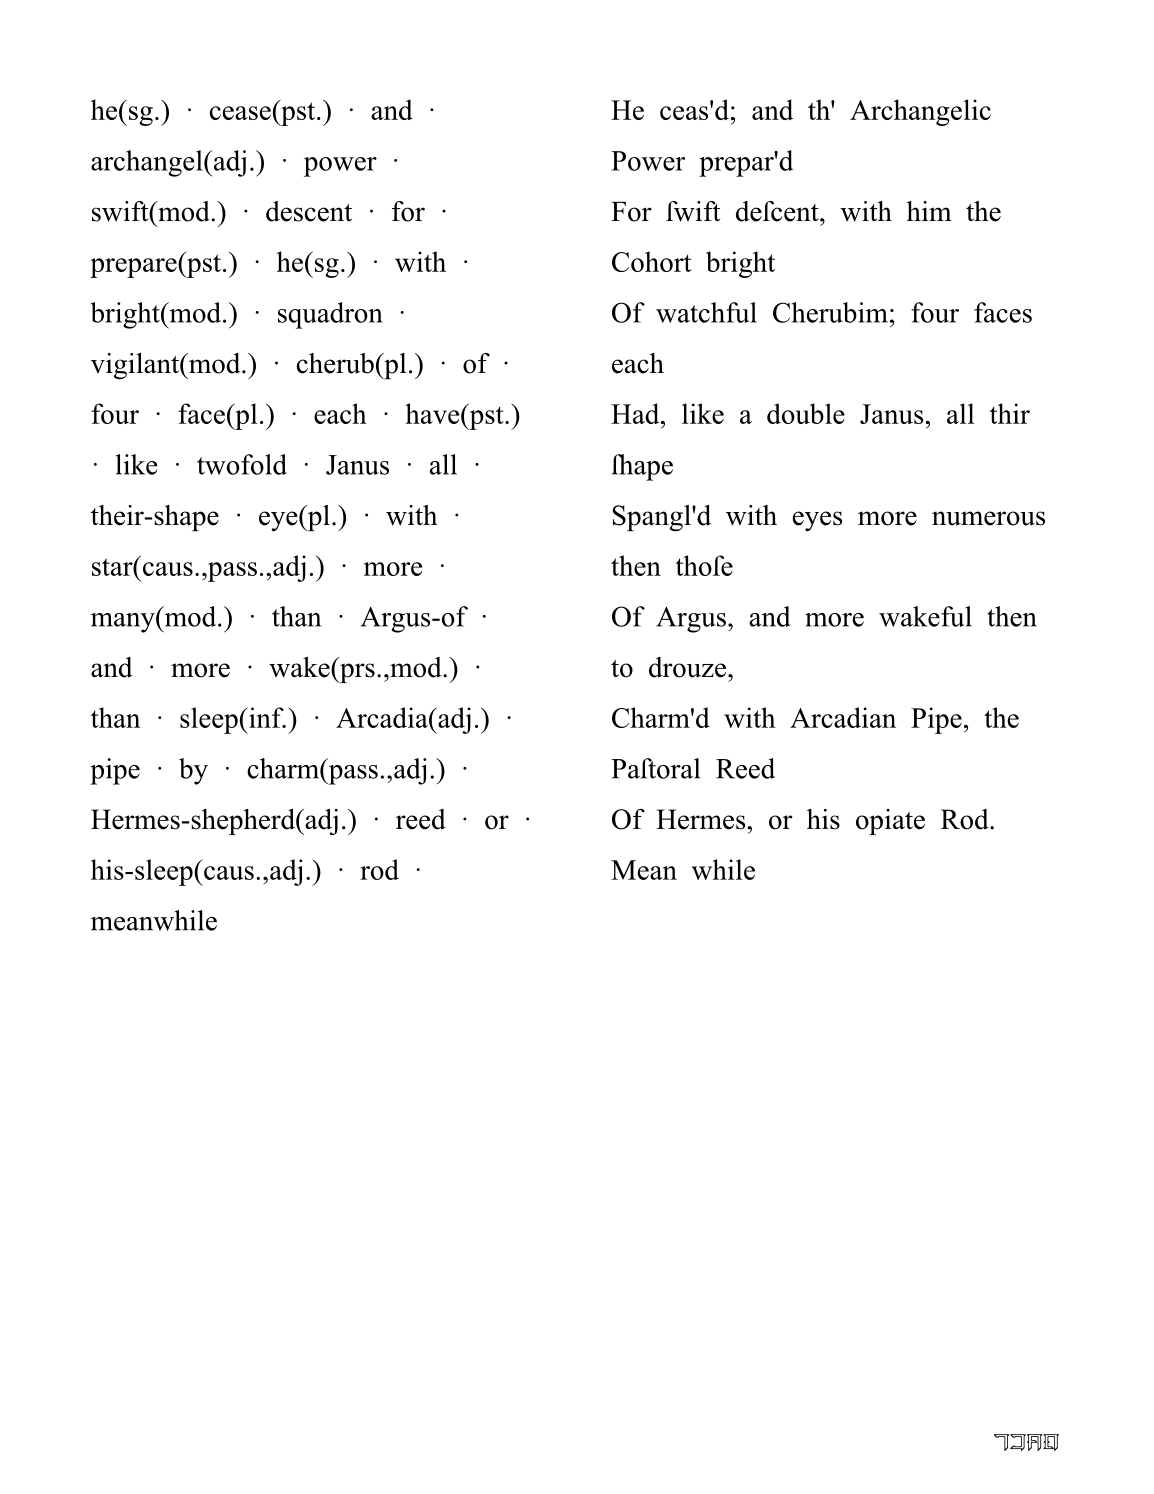 he(sg.) · cease(pst.) · and ·
archangel(adj.) · power ·
swift(mod.) · descent · for ·
prepare(pst.) · he(sg.) · with ·
bright(mod.) · squadron ·
vigilant(mod.) · cherub(pl.) · of ·
four · face(pl.) · each · have(pst.)
· like · twofold · Janus · all ·
their-shape · eye(pl.) · with ·
star(caus.,pass.,adj.) · more ·
many(mod.) · than · Argus-of ·
and · more · wake(prs.,mod.) ·
than · sleep(inf.) · Arcadia(adj.) ·
pipe · by · charm(pass.,adj.) ·
Hermes-shepherd(adj.) · reed · or ·
his-sleep(caus.,adj.) · rod ·
meanwhile
He ceas'd; and th' Archangelic
Power prepar'd
For ſwift deſcent, with him the
Cohort bright
Of watchful Cherubim; four faces
each
Had, like a double Janus, all thir
ſhape
Spangl'd with eyes more numerous
then thoſe
Of Argus, and more wakeful then
to drouze,
Charm'd with Arcadian Pipe, the
Paſtoral Reed
Of Hermes, or his opiate Rod.
Mean while